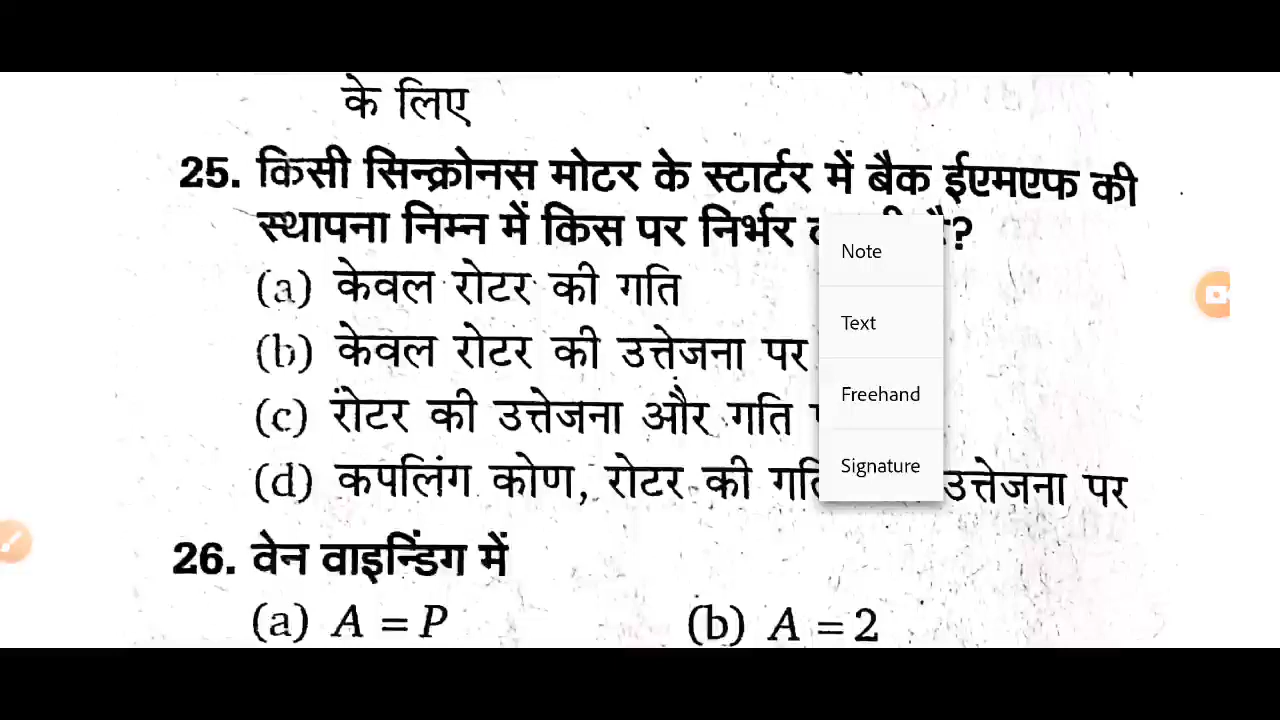 के लिए
25. किसी सिन्क्रोनस मोटर के स्टार्टर में बैक ईएमएफ की
स्थापना निम्न में किस पर निर्भर है?
(a) केवल रोटर की गति
(b) केवल रोटर की उत्तेजना पर
(c) रोटर की उत्तेजना और गति
(d) कपलिंग कोण, रोटर की उत्तेजना पर
Note
Text
Freehand
Signature
26. वेन वाइन्डिंग में
(a) A = P (b) A = 2